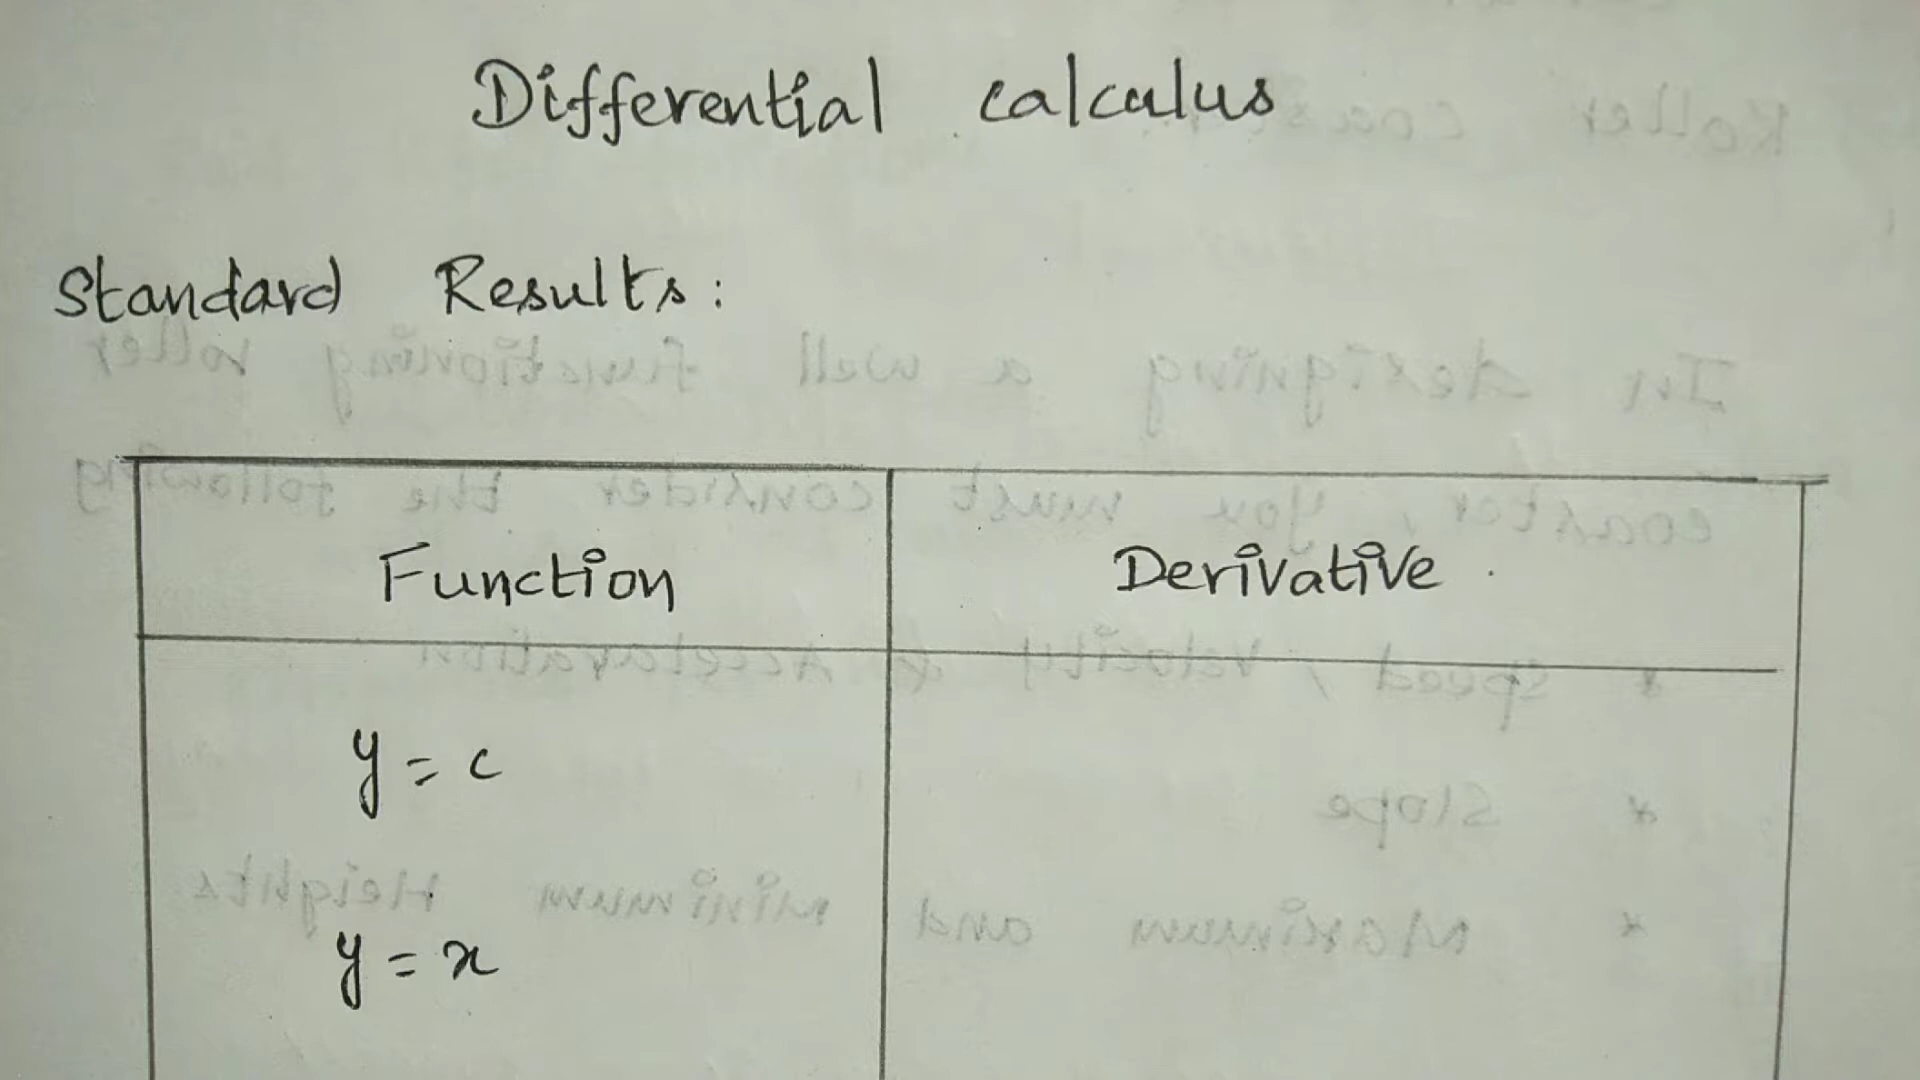 Differential calculus
Standard Results:
Function Derivative
y = c
y = x